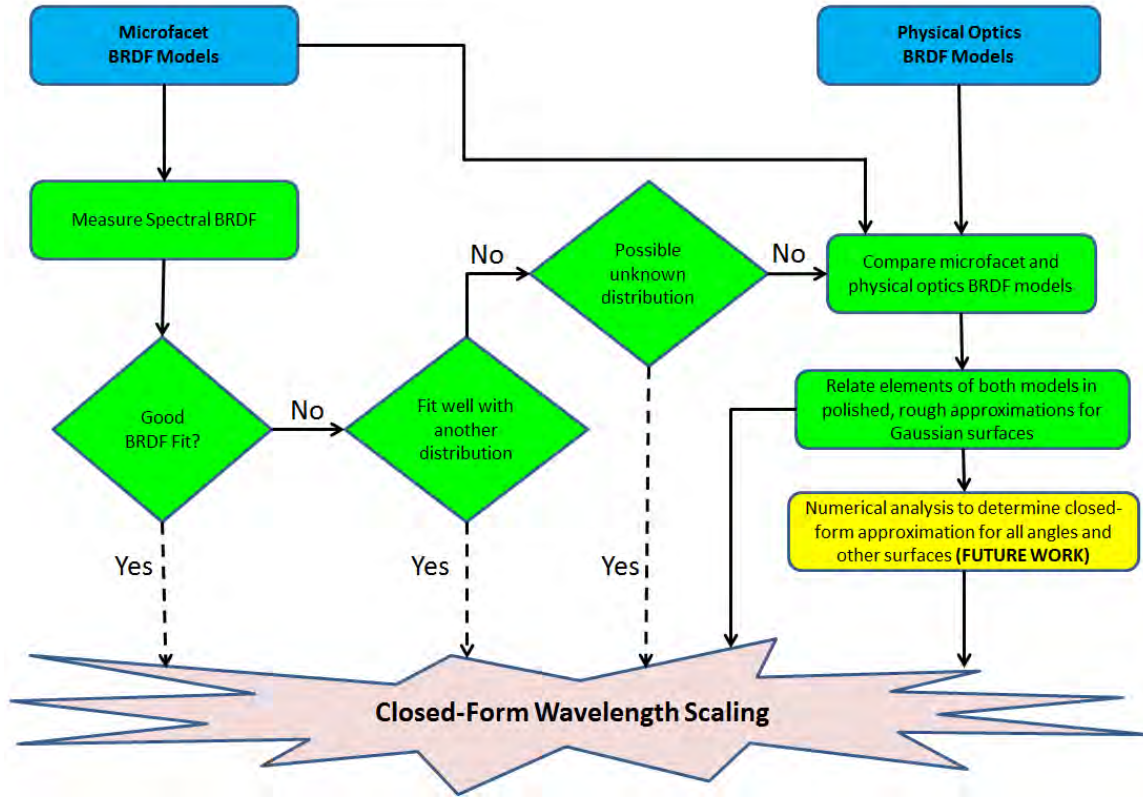 Microfacet
BRDF Models
Physical Optics
BRDF Models
Measure Spectral BRDF
No
Possible
unknown
distribution
No
Compare microfacet and
physical optics BRDF models
Good
BRDF Fit?
No
Fit well with
another
distribution
Relate elements of both models in
polished, rough approximations for
Gaussian surfaces
Numerical analysis to determine closed-
form approximation for all angles and
other surfaces (FUTURE WORK)
Yes
Yes
Yes
Closed-Form Wavelength Scaling